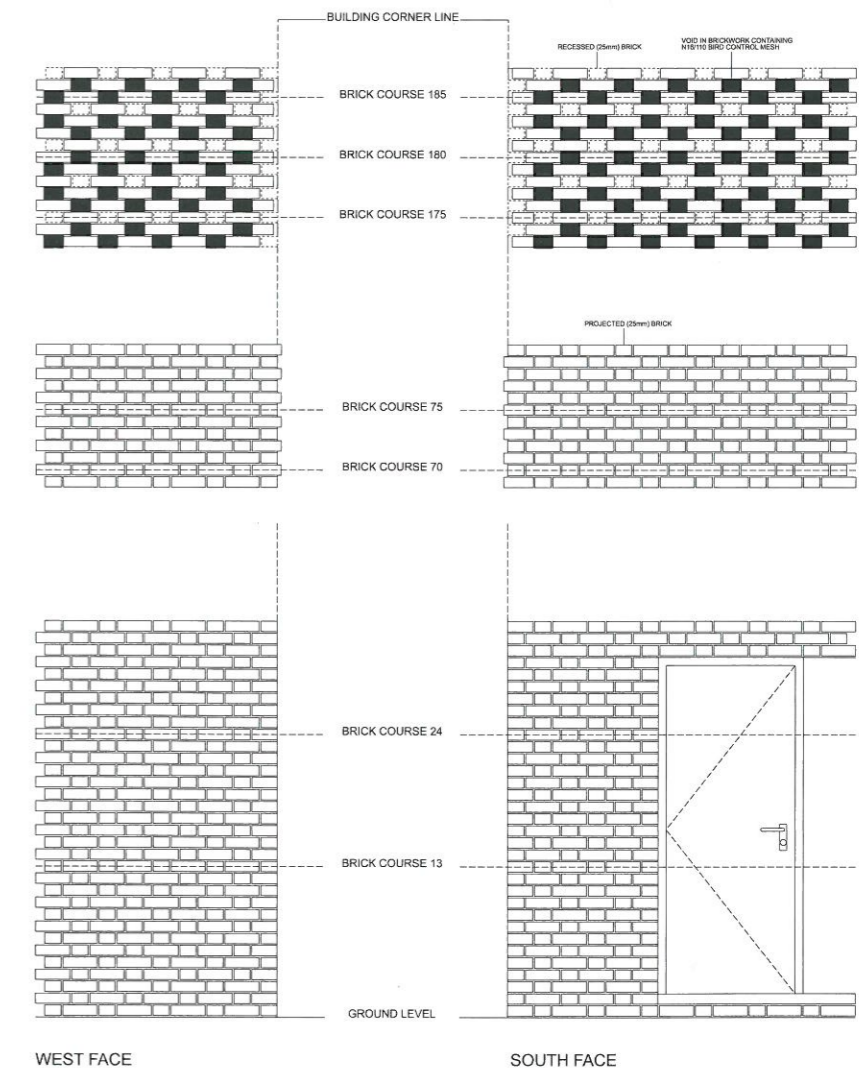 BUILDING CORNER LINE
RECESSED (25mm) BRICK
VOID IN BRICKWORK CONTAINING
N18/110 BIRD CONTROL MESH
BRICK COURSE 185
BRICK COURSE 180
BRICK COURSE 175
PROJECTED (25mm) BRICK
BRICK COURSE 75
BRICK COURSE 70
BRICK COURSE 24
BRICK COURSE 13
GROUND LEVEL
WEST FACE
SOUTH FACE